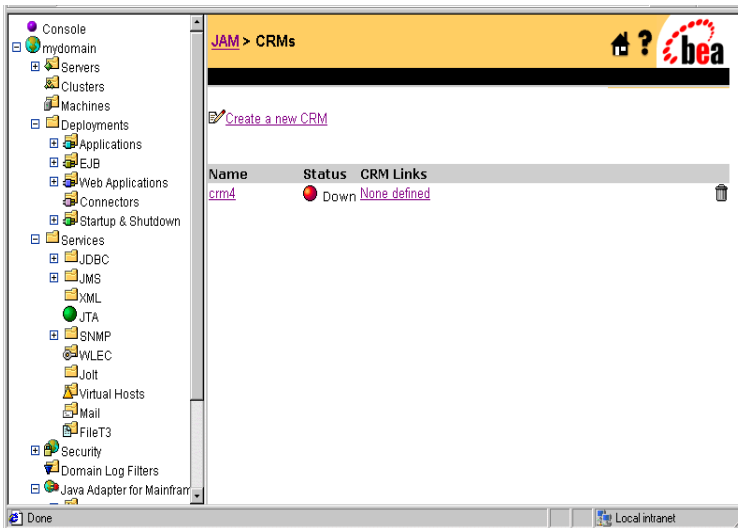 Console
mydomain
Servers
Clusters
Machines
Deployments
Applications
EJB
Web Applications
Connectors
Startup & Shutdown
Services
JDBC
JMS
XML
JTA
SNMP
WLEC
Jolt
Virtual Hosts
Mail
FileT3
Security
Domain Log Filters
Java Adapter for Mainfram
JAM > CRMs
? bea
Create a new CRM
Name Status CRM Links
crm4 Down None defined
Done Local intranet